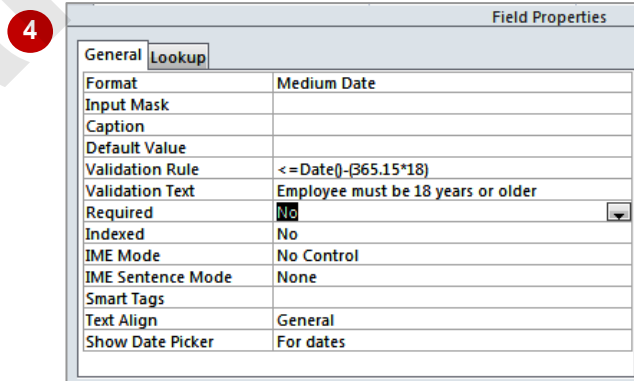 4
Field Properties
General Lookup
Format Medium Date
Input Mask
Caption
Default Value
Validation Rule <=Date()-(365.15*18)
Validation Text Employee must be 18 years or older
Required No
Indexed No
IME Mode No Control
IME Sentence Mode None
Smart Tags
Text Align General
Show Date Picker For dates